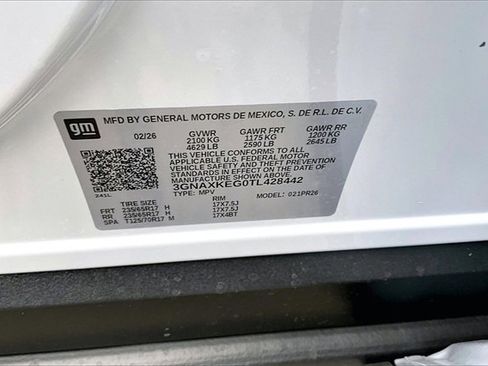 gm
MFD BY GENERAL MOTORS DE MEXICO, S. DE R.L. DE C.V.
02/26 GVWR GAWR FRT GAWR RR
2100 KG 1175 KG 1200 KG
4629 LB 2590 LB 2645 LB
THIS VEHICLE CONFORMS TO ALL
APPLICABLE U.S. FEDERAL MOTOR
VEHICLE SAFETY AND THEFT PREVENTION
STANDARDS IN EFFECT ON THE DATE OF
MANUFACTURE SHOWN ABOVE.
3GNAXKEG0TL428442
TYPE: MPV MODEL: 021PR26
241L
TIRE SIZE RIM
FRT 235/65R17 H 17X7.5J
RR 235/65R17 H 17X7.5J
SPA T125/70R17 M 17X4BT